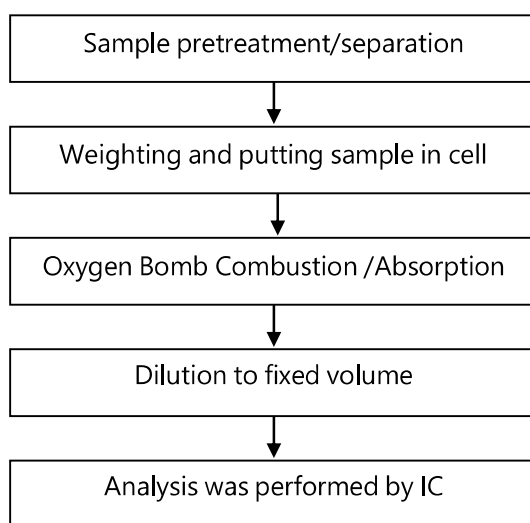 Sample pretreatment/separation
Weighting and putting sample in cell
Oxygen Bomb Combustion /Absorption
Dilution to fixed volume
Analysis was performed by IC